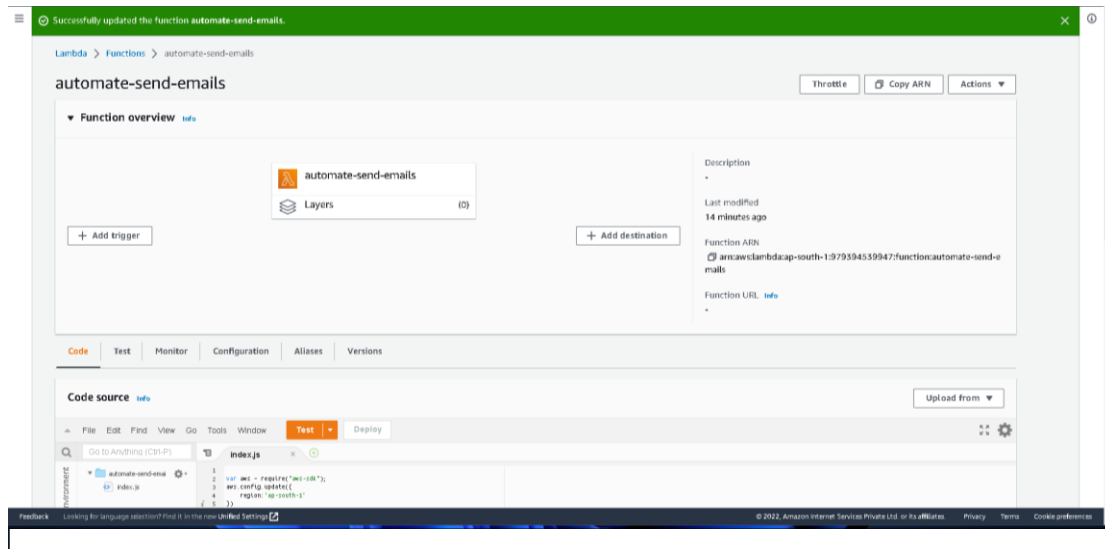 Successfully updated the function automate-send-emails.
Lambda > Functions > automate-send-emails
automate-send-emails
Throttle Copy ARN Actions
Function overview Info
automate-send-emails
Layers (0)
+ Add trigger
+ Add destination
Description
-
Last modified
14 minutes ago
Function ARN
arn:aws:lambda:ap-south-1:979394539947:function:automate-send-e
mails
Function URL Info
-
Code Test Monitor Configuration Aliases Versions
Code source Info
Upload from
File Edit Find View Go Tools Window Test Deploy
Go to Anything (Ctrl-P)
index.js
automate-send-emai
index.js
1
2 var aws = require("aws-sdk");
3 aws.config.update({
4 region: 'ap-south-1'
5 })
Feedback Looking for language selection? Find it in the new Unified Settings
© 2022, Amazon Internet Services Private Ltd. or its affiliates. Privacy Terms Cookie preferences